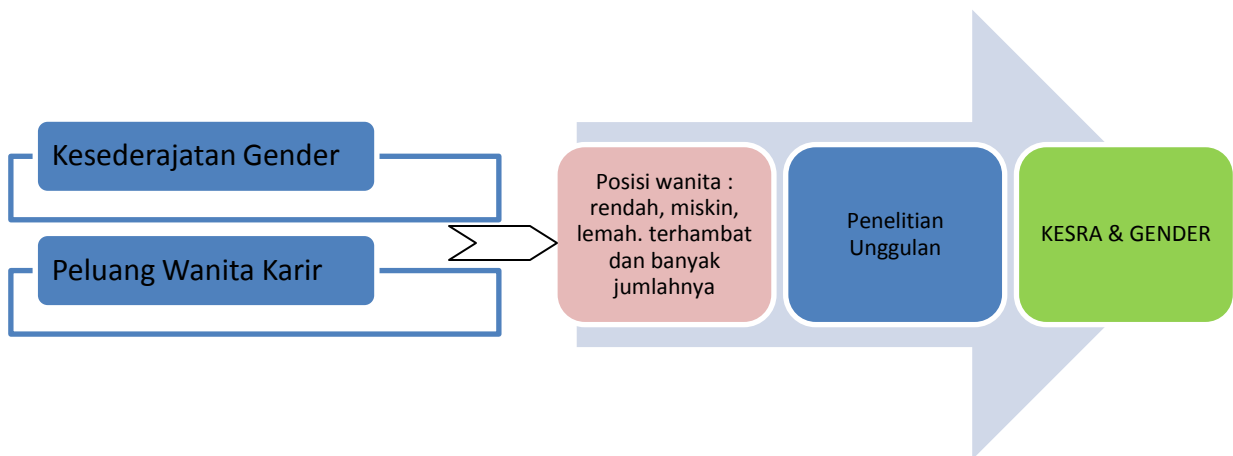 Kesederajatan Gender
Peluang Wanita Karir
Posisi wanita :
rendah, miskin,
lemah. terhambat
dan banyak
jumlahnya
Penelitian
Unggulan
KESRA & GENDER